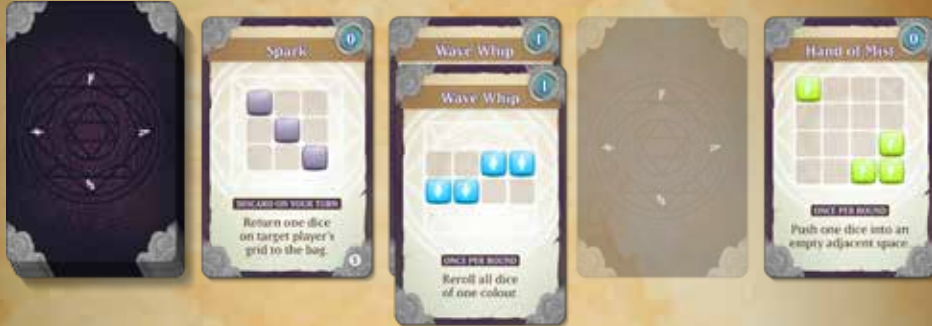 Spark
0
DISCARD ON YOUR TURN
Return one dice
on target player's
grid to the bag.
Wave Whip
1
Wave Whip
1
ONCE PER ROUND
Reroll all dice
of one colour
Hand of Mist
0
ONCE PER ROUND
Push one dice into an
empty adjacent space